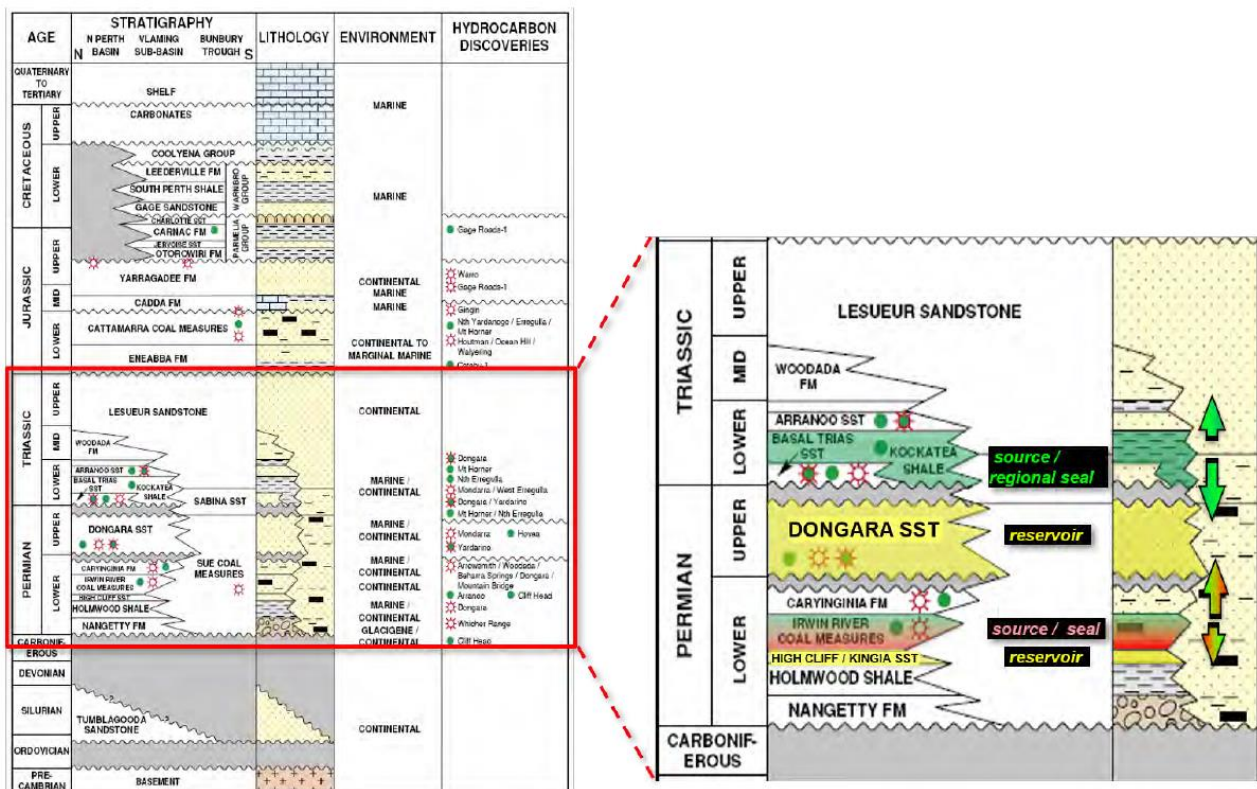 AGE
STRATIGRAPHY
N PERTH BASIN
VLAMING SUB-BASIN
BUNBURY TROUGH
N
S
LITHOLOGY
ENVIRONMENT
HYDROCARBON
DISCOVERIES
QUATERNARY
TO
TERTIARY
SHELF
CARBONATES
MARINE
CRETACEOUS
UPPER
LOWER
COOLYENA GROUP
LEEDERVILLE FM
SOUTH PERTH SHALE
GAGE SANDSTONE
WARNBRO
GROUP
MARINE
CHARLOTTE SST
CARNAC FM
JERVOISE SST
OTOROWIRI FM
PARMELIA
GROUP
Gage Roads-1
JURASSIC
UPPER
MID
LOWER
YARRAGADEE FM
CADDA FM
CATTAMARRA COAL MEASURES
ENEABBA FM
CONTINENTAL
MARINE
MARINE
CONTINENTAL TO
MARGINAL MARINE
Warro
Gage Roads-1
Gingin
Nth Yardanogo / Erregulla /
Mt Horner
Houtman / Ocean Hill /
Walyering
TRIASSIC
UPPER
MID
LOWER
LESUEUR SANDSTONE
WOODADA
FM
ARRANOO SST
BASAL TRIAS
SST
KOCKATEA
SHALE
SABINA SST
CONTINENTAL
MARINE /
CONTINENTAL
Dongara
Mt Horner
Nth Erregulla
Mondarra / West Erregulla
Dongara / Yardarino
Mt Horner / Nth Erregulla
PERMIAN
UPPER
LOWER
DONGARA SST
SUE COAL
MEASURES
CARYINGINIA FM
IRWIN RIVER
COAL MEASURES
HIGH CLIFF SST
HOLMWOOD SHALE
NANGETTY FM
MARINE /
CONTINENTAL
MARINE /
CONTINENTAL
CONTINENTAL
MARINE /
CONTINENTAL
GLACIGENE /
CONTINENTAL
Mondarra
Hovea
Yardarino
Arrowsmith / Woodada /
Beharra Springs / Dongara /
Mountain Bridge
Arranoo
Cliff Head
Dongara
Whicher Range
Cliff Head
CARBONIF-
EROUS
DEVONIAN
SILURIAN
ORDOVICIAN
PRE-
CAMBRIAN
TUMBLAGOODA
SANDSTONE
CONTINENTAL
BASEMENT
TRIASSIC
UPPER
MID
LOWER
LESUEUR SANDSTONE
WOODADA
FM
ARRANOO SST
BASAL TRIAS
SST
KOCKATEA
SHALE
source /
regional seal
PERMIAN
UPPER
LOWER
DONGARA SST
reservoir
CARYINGINIA FM
IRWIN RIVER
COAL MEASURES
source / seal
HIGH CLIFF / KINGIA SST
reservoir
HOLMWOOD SHALE
NANGETTY FM
CARBONIF-
EROUS